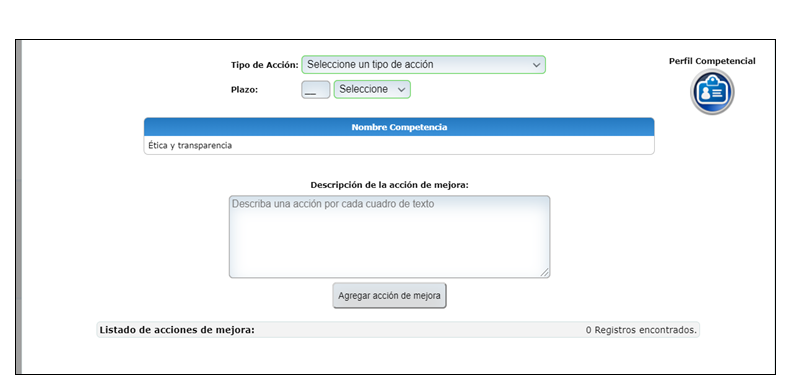 Tipo de Acción: Seleccione un tipo de acción
Perfil Competencial
Plazo: __ Seleccione
Nombre Competencia
Ética y transparencia
Descripción de la acción de mejora:
Describa una acción por cada cuadro de texto
Agregar acción de mejora
Listado de acciones de mejora: 0 Registros encontrados.